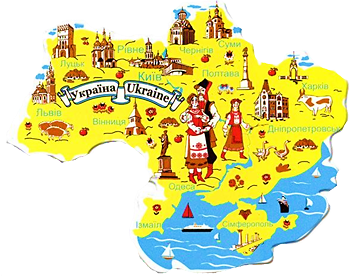 Суми
Чернігів
Рівне
Луцьк
Київ
Полтава
Харків
Україна Ukraine
Львів
Вінниця
Дніпропетровськ
Одеса
Ізмаїл
Сімферополь